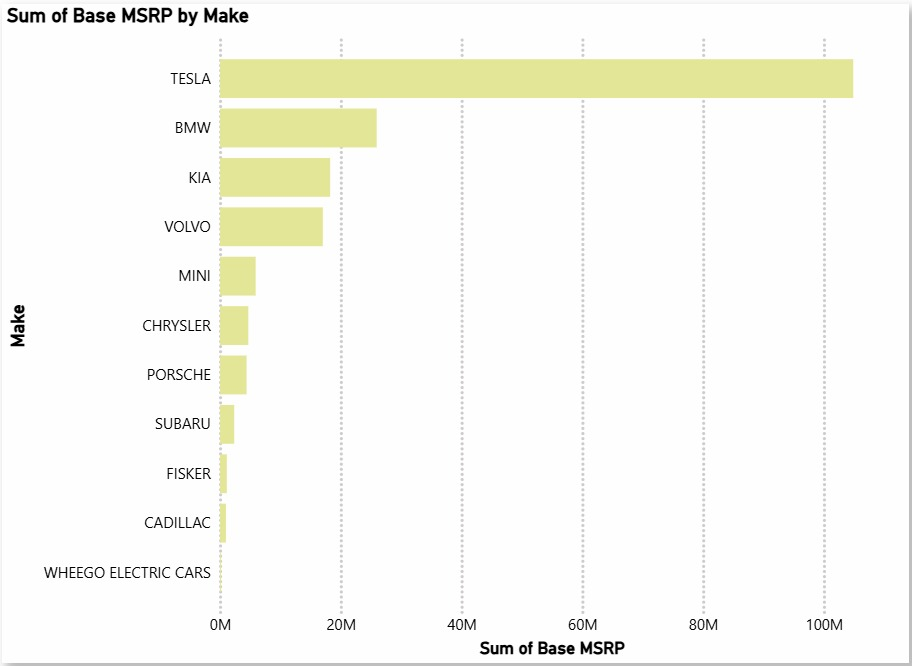 Sum of Base MSRP by Make
TESLA
BMW
KIA
VOLVO
MINI
CHRYSLER
PORSCHE
SUBARU
FISKER
CADILLAC
WHEEGO ELECTRIC CARS
Make
0M 20M 40M 60M 80M 100M
Sum of Base MSRP